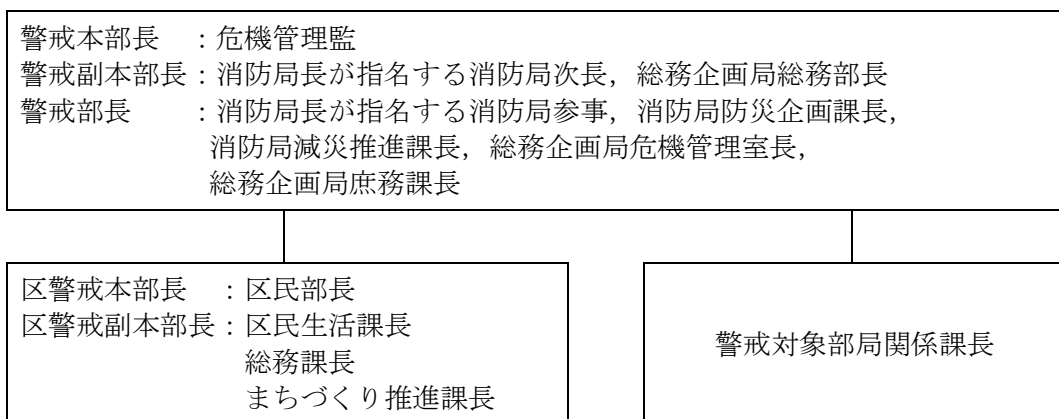 警戒本部長　：危機管理監
警戒副本部長：消防局長が指名する消防局次長，総務企画局総務部長
警戒部長　　：消防局長が指名する消防局参事，消防局防災企画課長，
消防局減災推進課長，総務企画局危機管理室長，
総務企画局庶務課長
区警戒本部長　：区民部長
区警戒副本部長：区民生活課長
総務課長
まちづくり推進課長
警戒対象部局関係課長